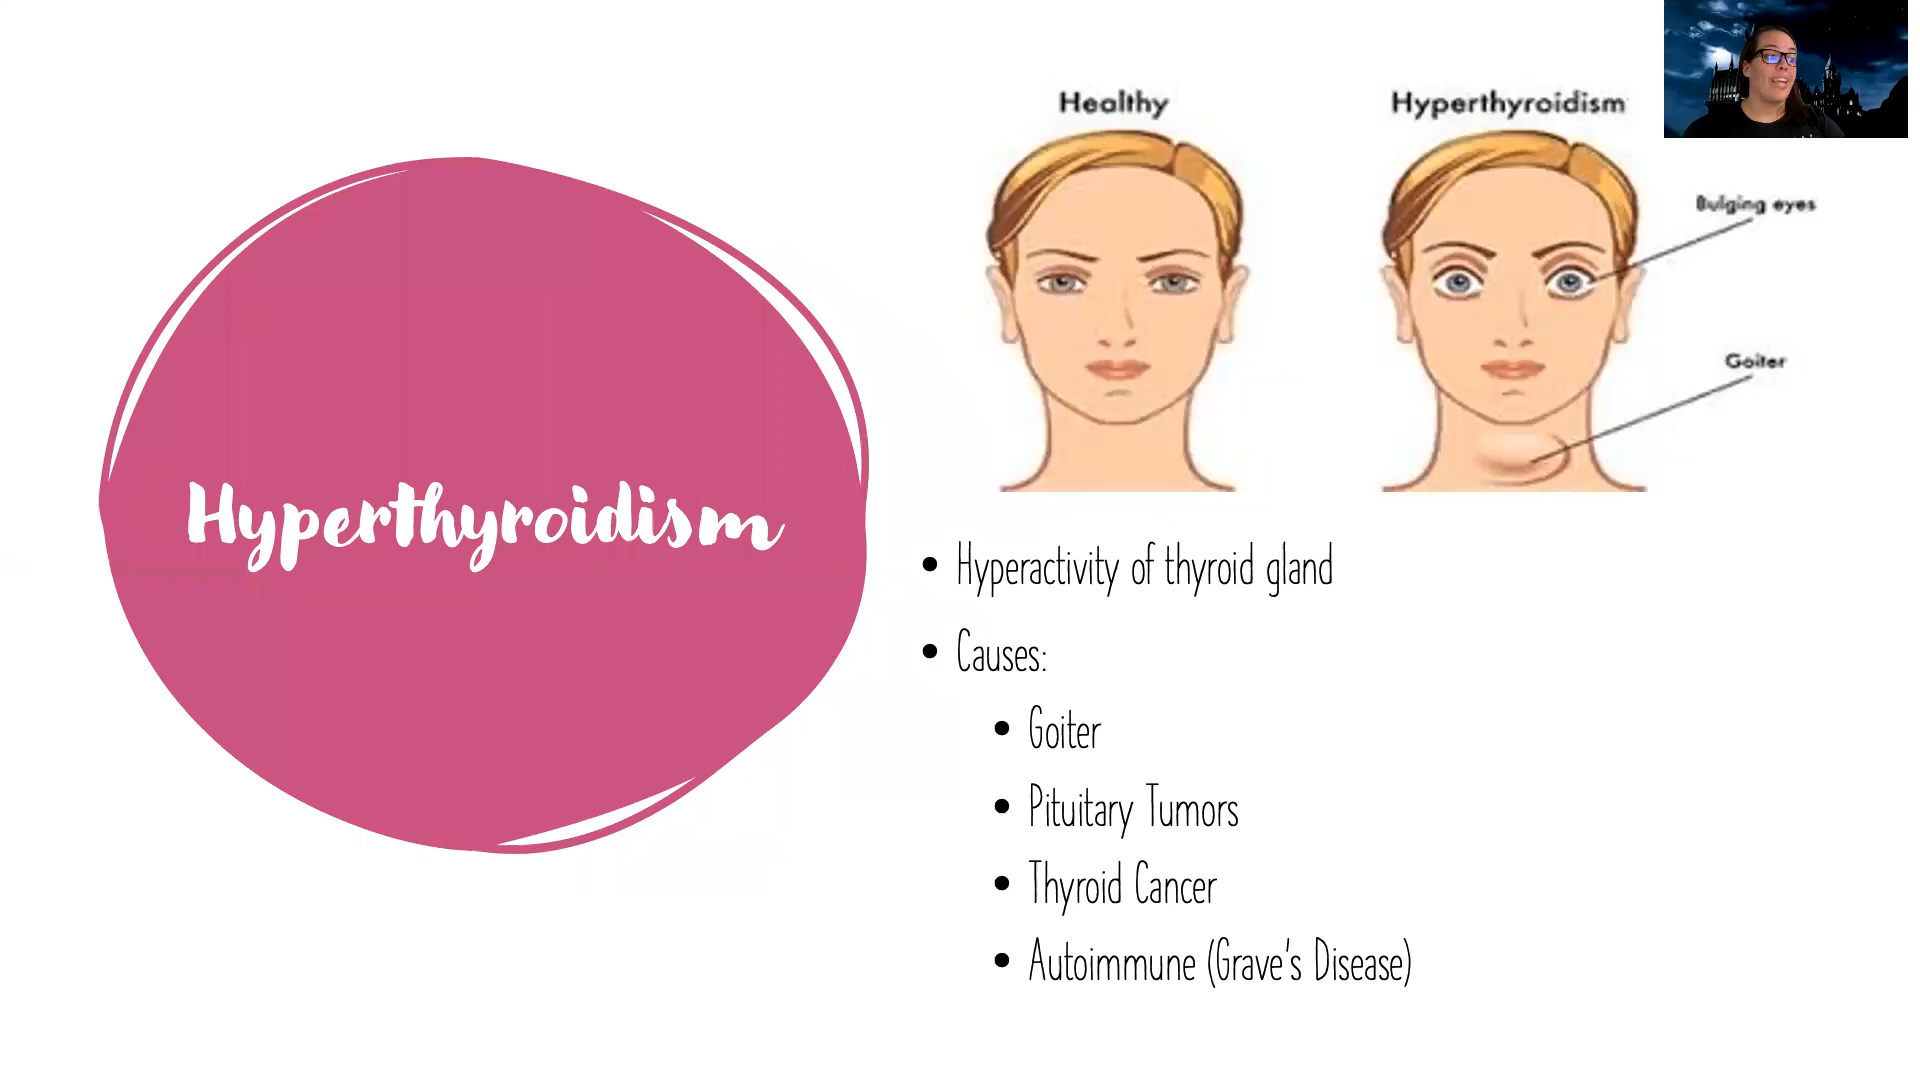 Hyperthyroidism
Healthy
Hyperthyroidism
Bulging eyes
Goiter
• Hyperactivity of thyroid gland
• Causes:
• Goiter
• Pituitary Tumors
• Thyroid Cancer
• Autoimmune (Grave's Disease)